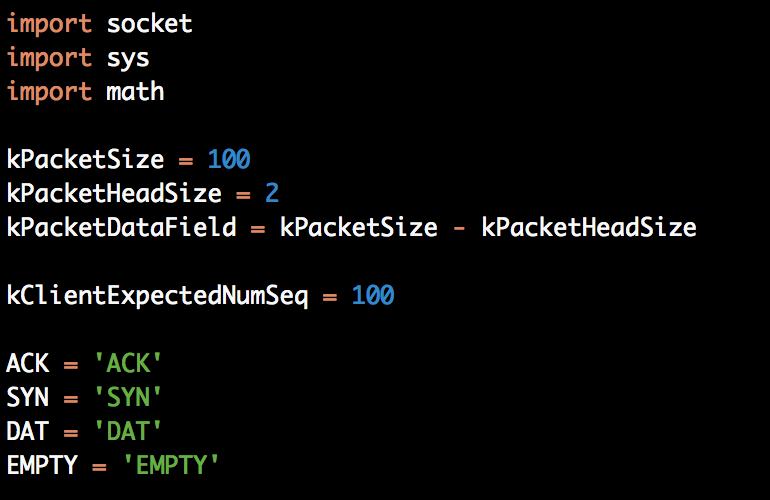 import socket
import sys
import math
kPacketSize = 100
kPacketHeadSize = 2
kPacketDataField = kPacketSize - kPacketHeadSize
kClientExpectedNumSeq = 100
ACK = 'ACK'
SYN = 'SYN'
DAT = 'DAT'
EMPTY = 'EMPTY'